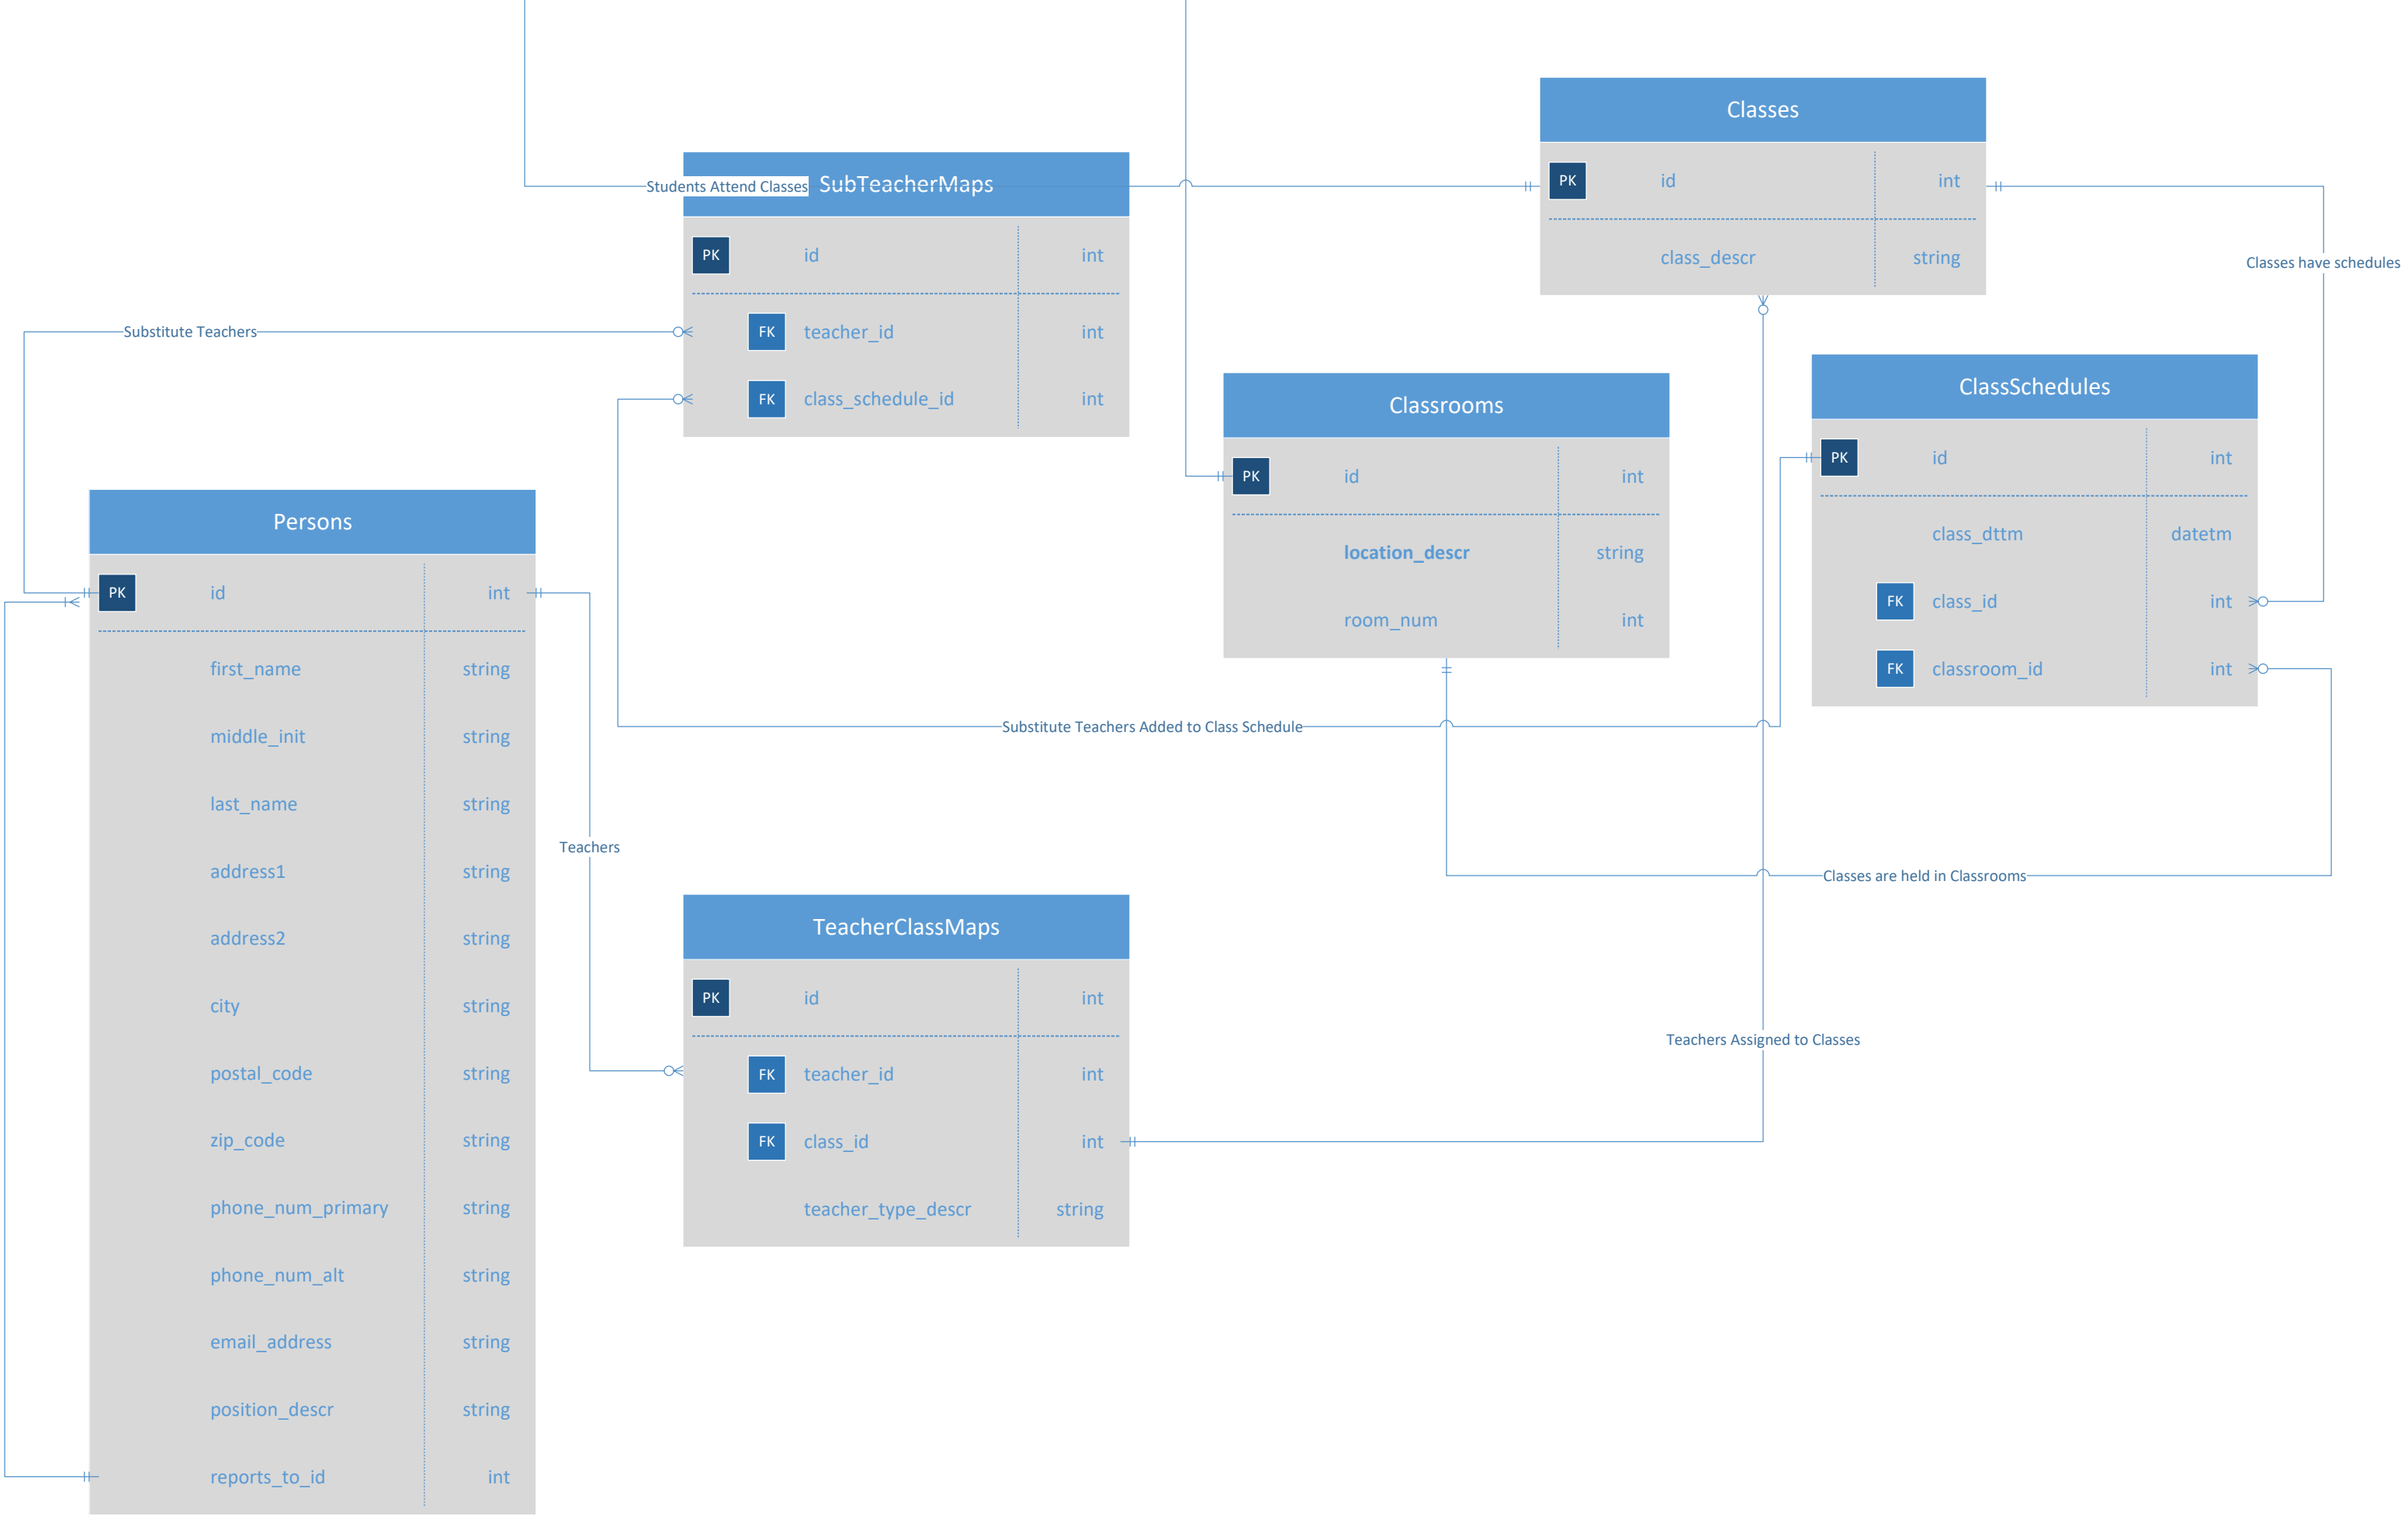 Classes
PK id int
class_descr string
Students Attend Classes
SubTeacherMaps
PK id int
FK teacher_id int
FK class_schedule_id int
Classes have schedules
Substitute Teachers
Classrooms
PK id int
location_descr string
room_num int
ClassSchedules
PK id int
class_dttm datetm
FK class_id int
FK classroom_id int
Persons
PK id int
first_name string
middle_init string
last_name string
address1 string
address2 string
city string
postal_code string
zip_code string
phone_num_primary string
phone_num_alt string
email_address string
position_descr string
reports_to_id int
Substitute Teachers Added to Class Schedule
Teachers
Classes are held in Classrooms
TeacherClassMaps
PK id int
FK teacher_id int
FK class_id int
teacher_type_descr string
Teachers Assigned to Classes